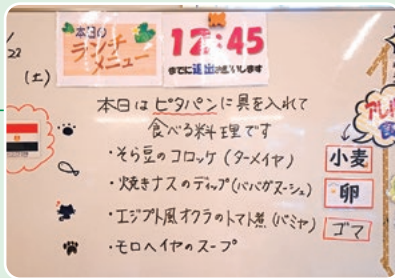 本日の
ランチ
メニュー
12:45
までに退出お願いします
22
(土)
本日はピタパンに具を入れて
食べる料理です
・そら豆のコロッケ(ターメイヤ)
・焼きナスのディップ(ババガヌーシュ)
・エジプト風オクラのトマト煮(バミヤ)
・モロヘイヤのスープ
小麦
卵
ゴマ